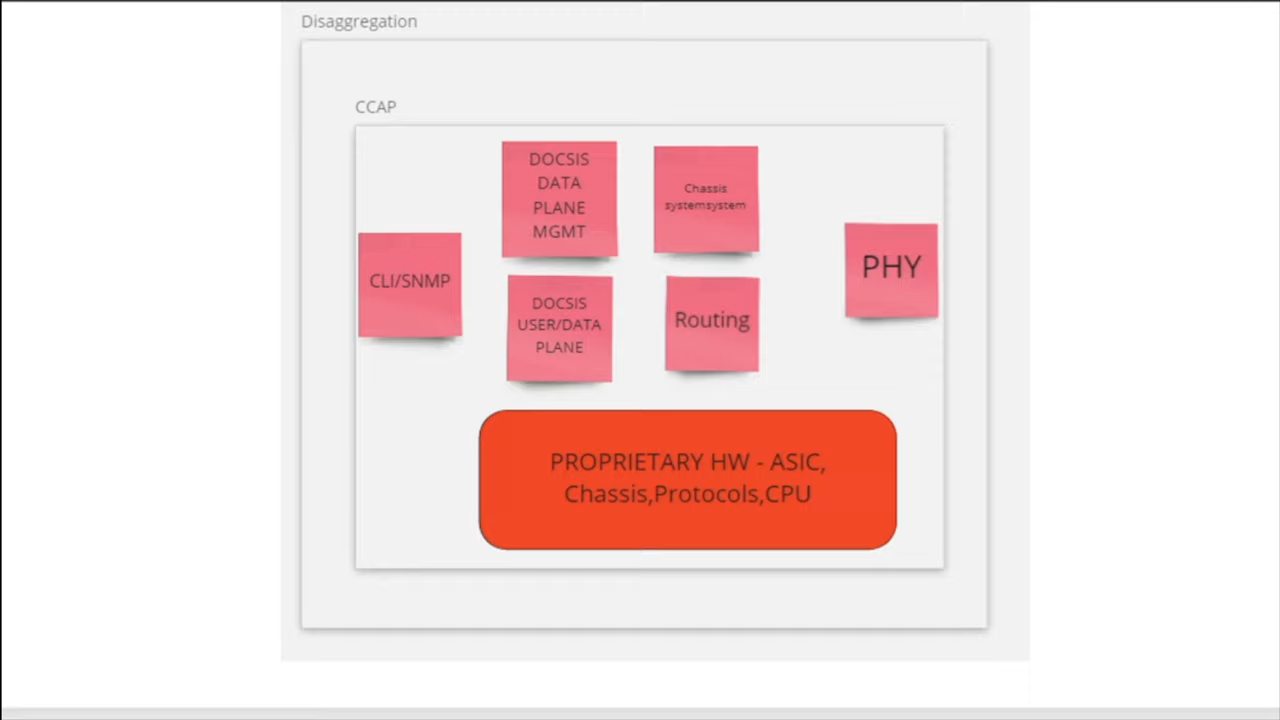 Disaggregation
CCAP
DOCSIS
DATA
PLANE
MGMT
Chassis
systemsystem
CLI/SNMP
PHY
DOCSIS
USER/DATA
PLANE
Routing
PROPRIETARY HW - ASIC,
Chassis,Protocols,CPU